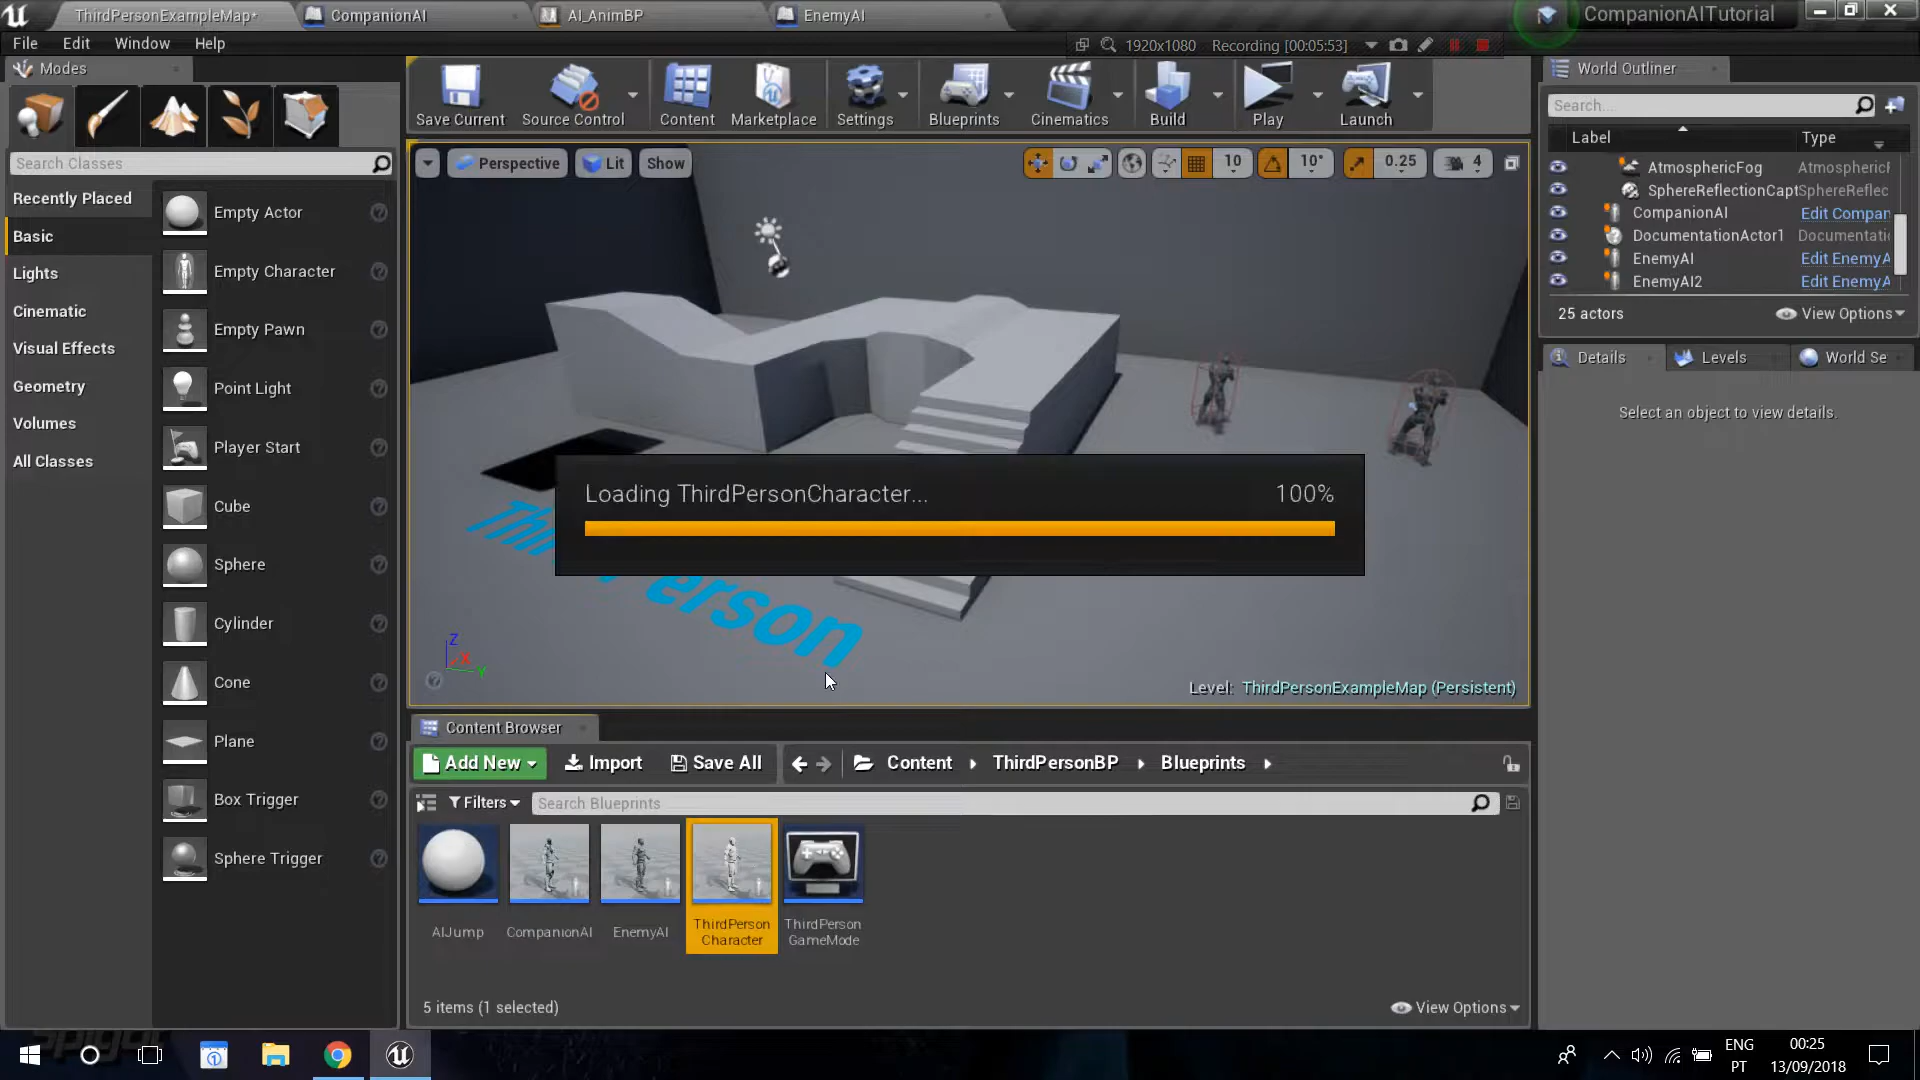 ThirdPersonExampleMap*
CompanionAI
AI_AnimBP
EnemyAI
CompanionAITutorial
File Edit Window Help
1920x1080 Recording [00:05:53]
Modes
Search Classes
Recently Placed
Basic
Lights
Cinematic
Visual Effects
Geometry
Volumes
All Classes
Empty Actor
Empty Character
Empty Pawn
Point Light
Player Start
Cube
Sphere
Cylinder
Cone
Plane
Box Trigger
Sphere Trigger
Save Current
Source Control
Content
Marketplace
Settings
Blueprints
Cinematics
Build
Play
Launch
Perspective
Lit
Show
10
10°
0.25
4
Loading ThirdPersonCharacter...
100%
Person
Z
X
Y
Level: ThirdPersonExampleMap (Persistent)
World Outliner
Search...
Label
Type
AtmosphericFog Atmospherich
SphereReflectionCapt SphereReflec
CompanionAI Edit Compan
DocumentationActor1 Documentati
EnemyAI Edit EnemyA
EnemyAI2 Edit EnemyA
25 actors
View Options
Details
Levels
World Se
Select an object to view details.
Content Browser
Add New
Import
Save All
Content
ThirdPersonBP
Blueprints
Filters
Search Blueprints
AIJump
CompanionAI
EnemyAI
ThirdPerson
Character
ThirdPerson
GameMode
5 items (1 selected)
View Options
ENG
PT
00:25
13/09/2018